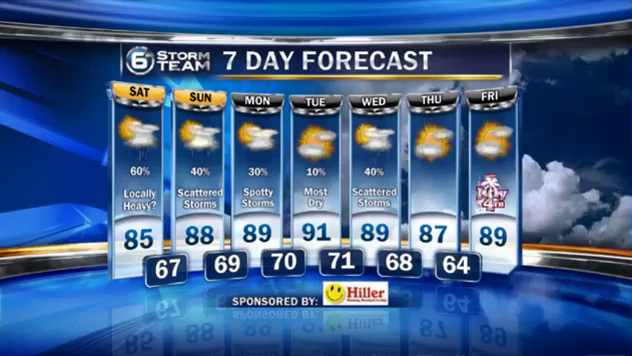 6 STORM TEAM 7 DAY FORECAST
SAT SUN MON TUE WED THU FRI
60% 40% 30% 10% 40%
Locally Heavy? Scattered Storms Spotty Storms Most Dry Scattered Storms July 4th
85 88 89 91 89 87 89
67 69 70 71 68 64
SPONSORED BY: Hiller